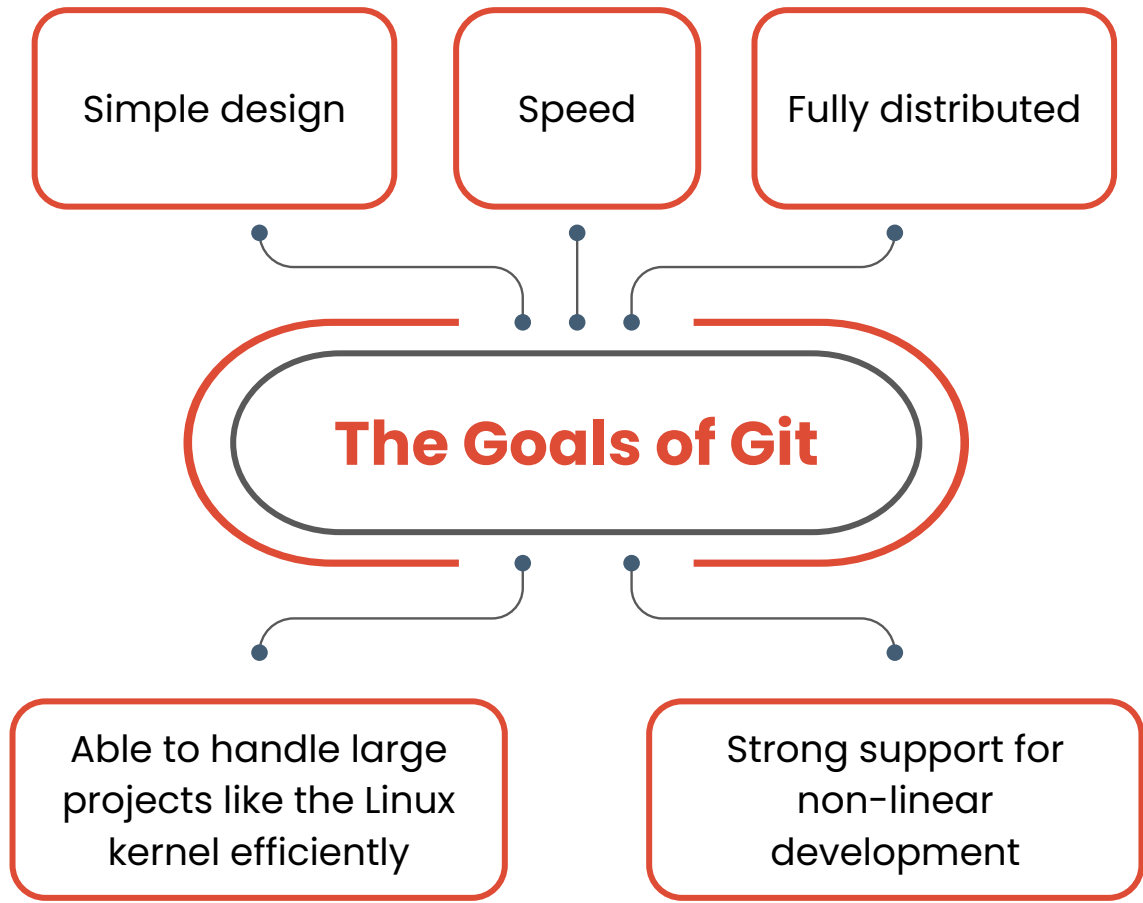 Simple design
Speed
Fully distributed
The Goals of Git
Able to handle large
projects like the Linux
kernel efficiently
Strong support for
non-linear
development